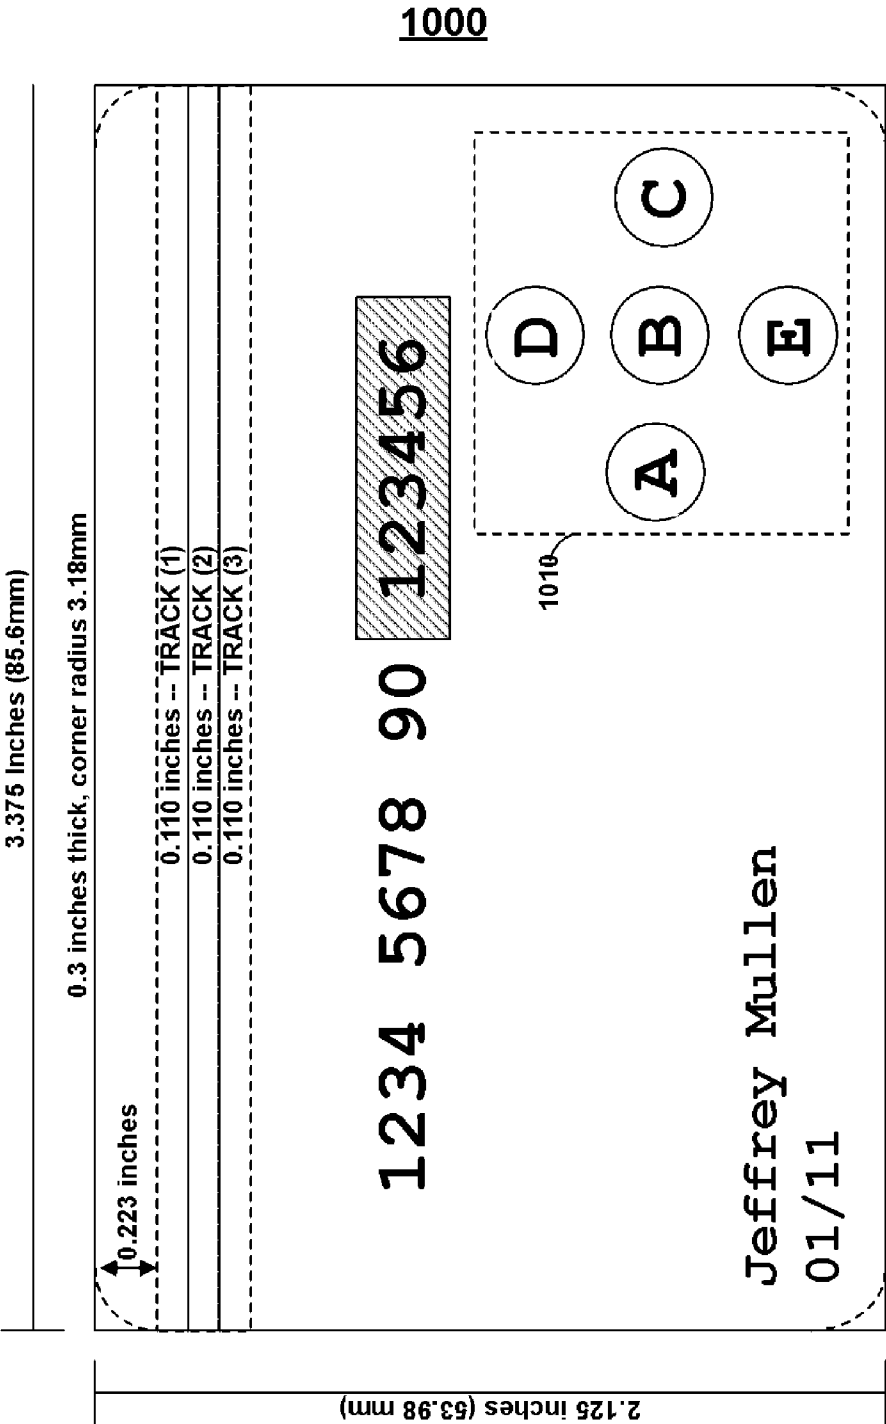 1000
3.375 Inches (85.6mm)
0.3 inches thick, corner radius 3.18mm
0.223 inches
0.110 inches -- TRACK (1)
0.110 inches -- TRACK (2)
0.110 inches -- TRACK (3)
1234 5678 90 123456
D
A B C
E
1010
Jeffrey Mullen
01/11
2.125 inches (53.98 mm)